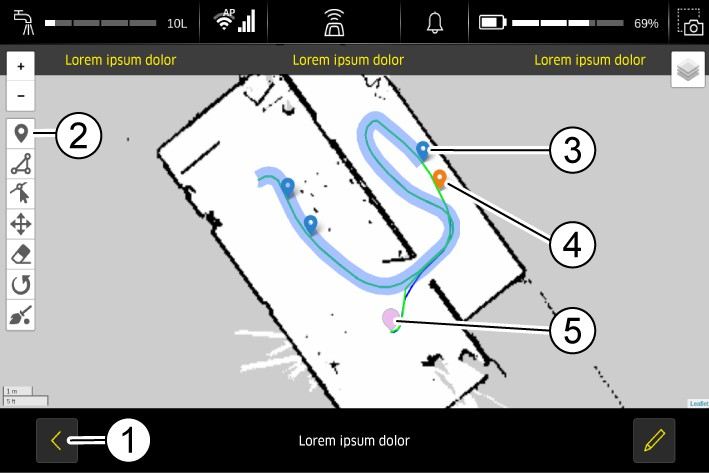 10L
AP
69%
Lorem ipsum dolor
Lorem ipsum dolor
Lorem ipsum dolor
+
-
2
3
4
5
1 m
5 ft
Leaflet
1
Lorem ipsum dolor